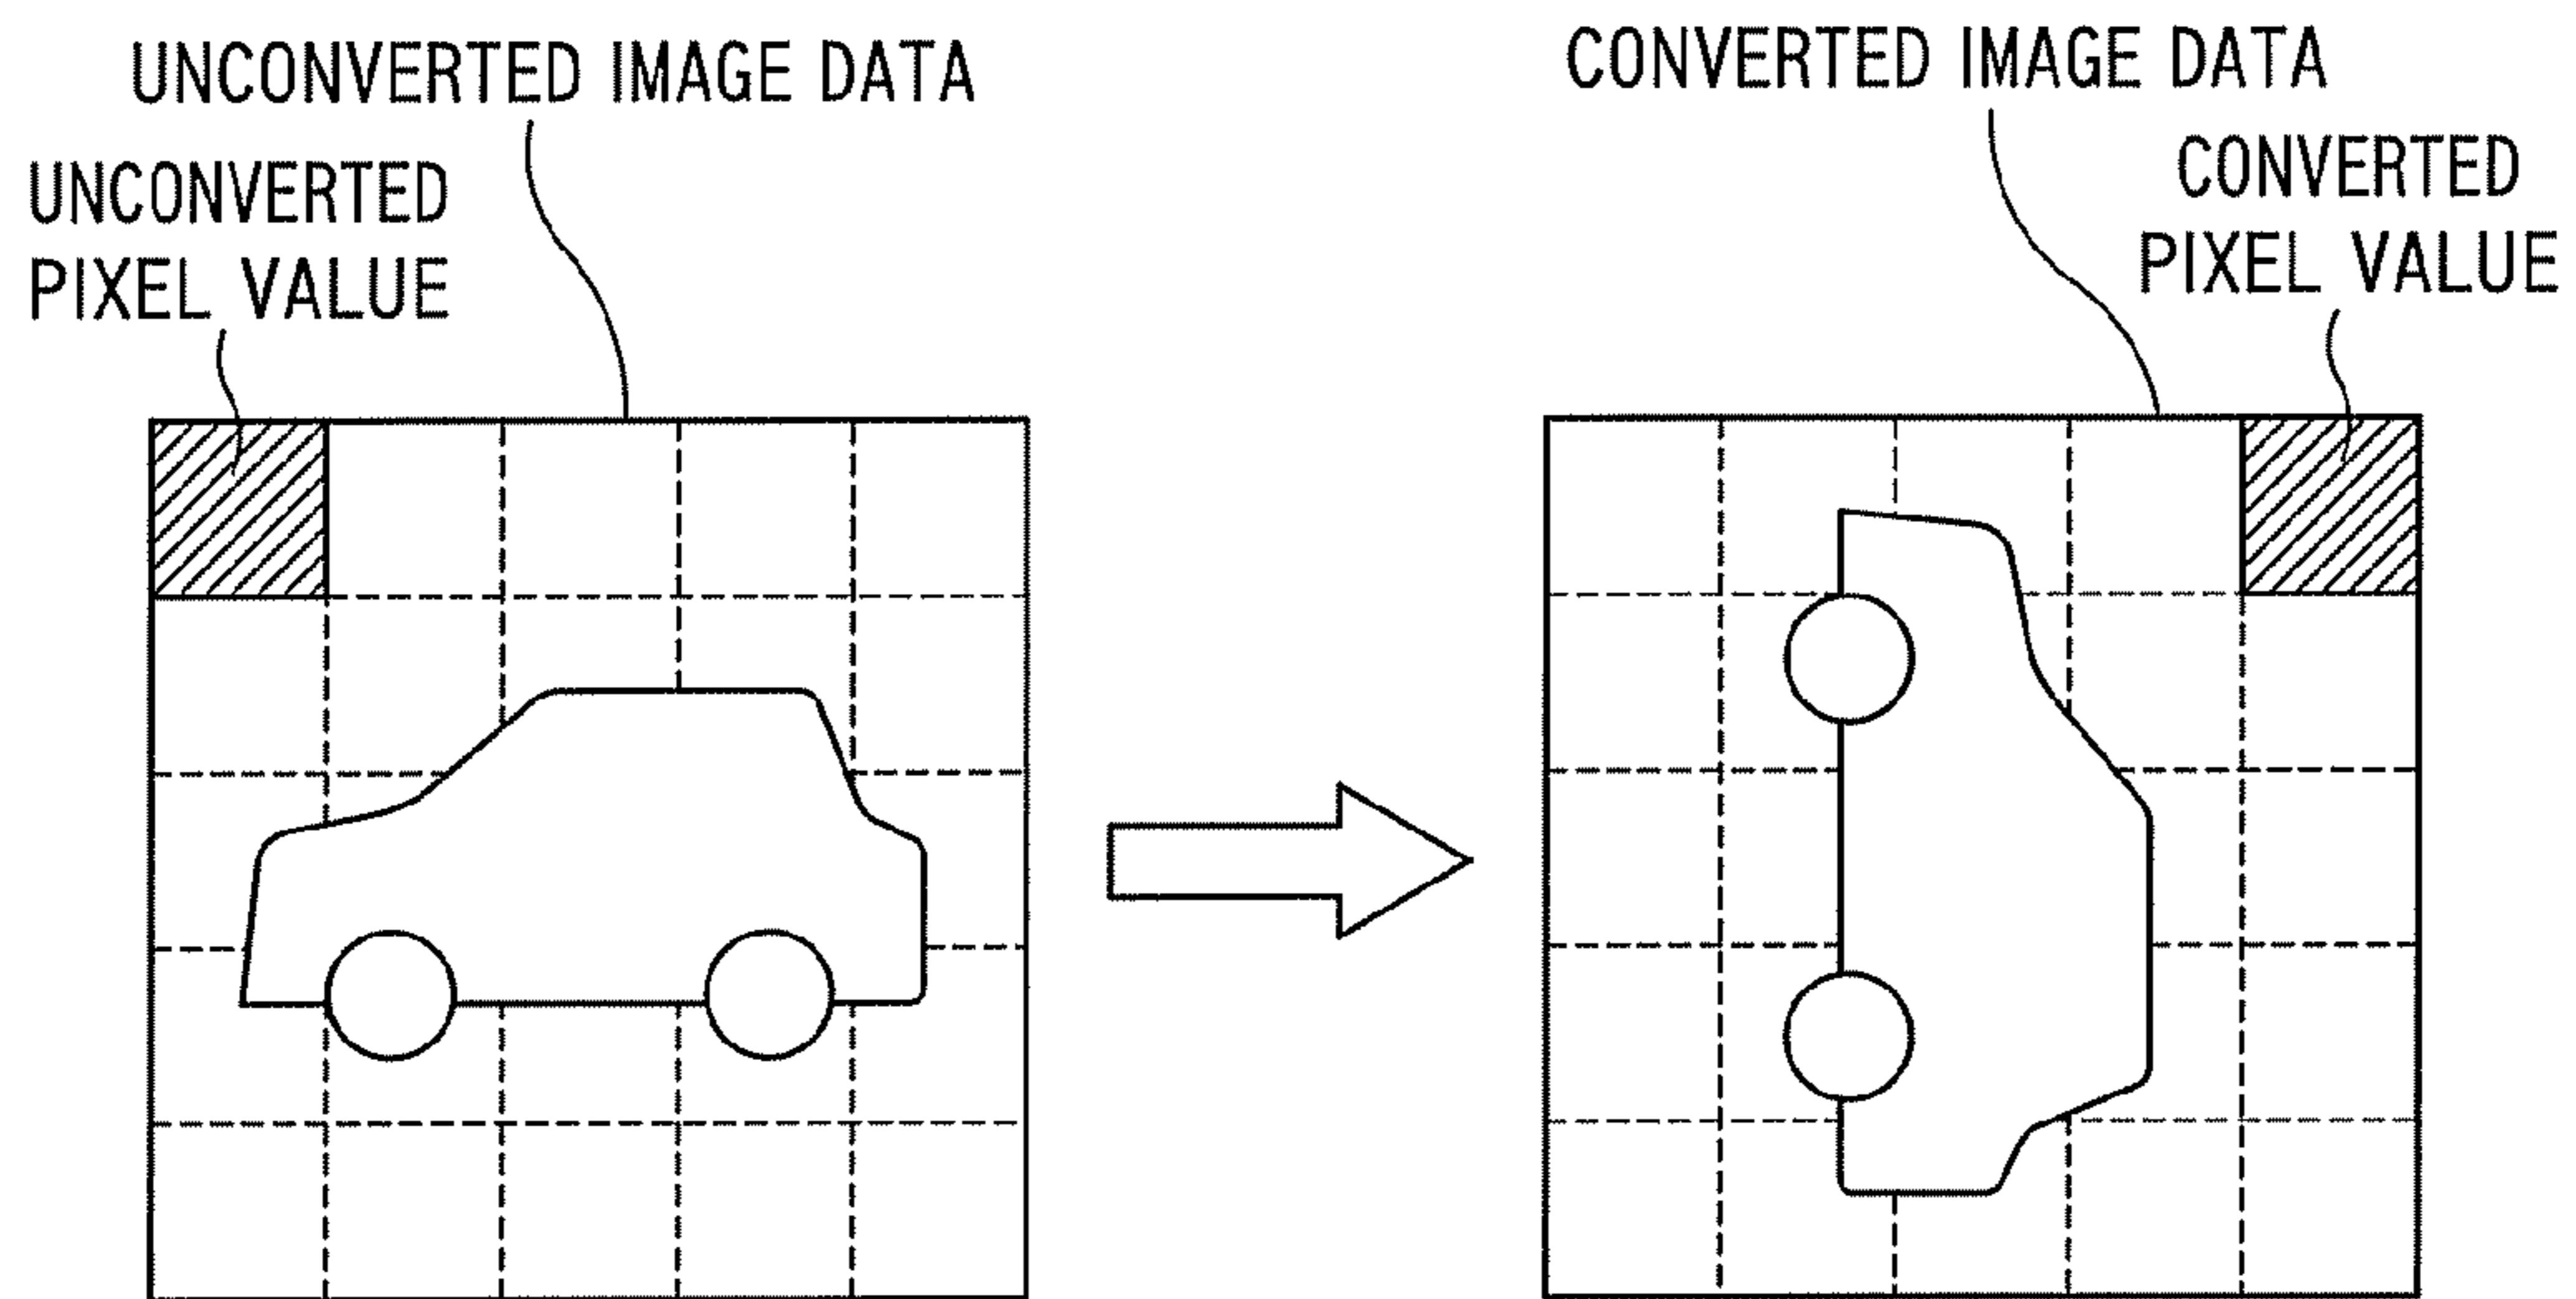 UNCONVERTED IMAGE DATA
UNCONVERTED
PIXEL VALUE
CONVERTED IMAGE DATA
CONVERTED
PIXEL VALUE